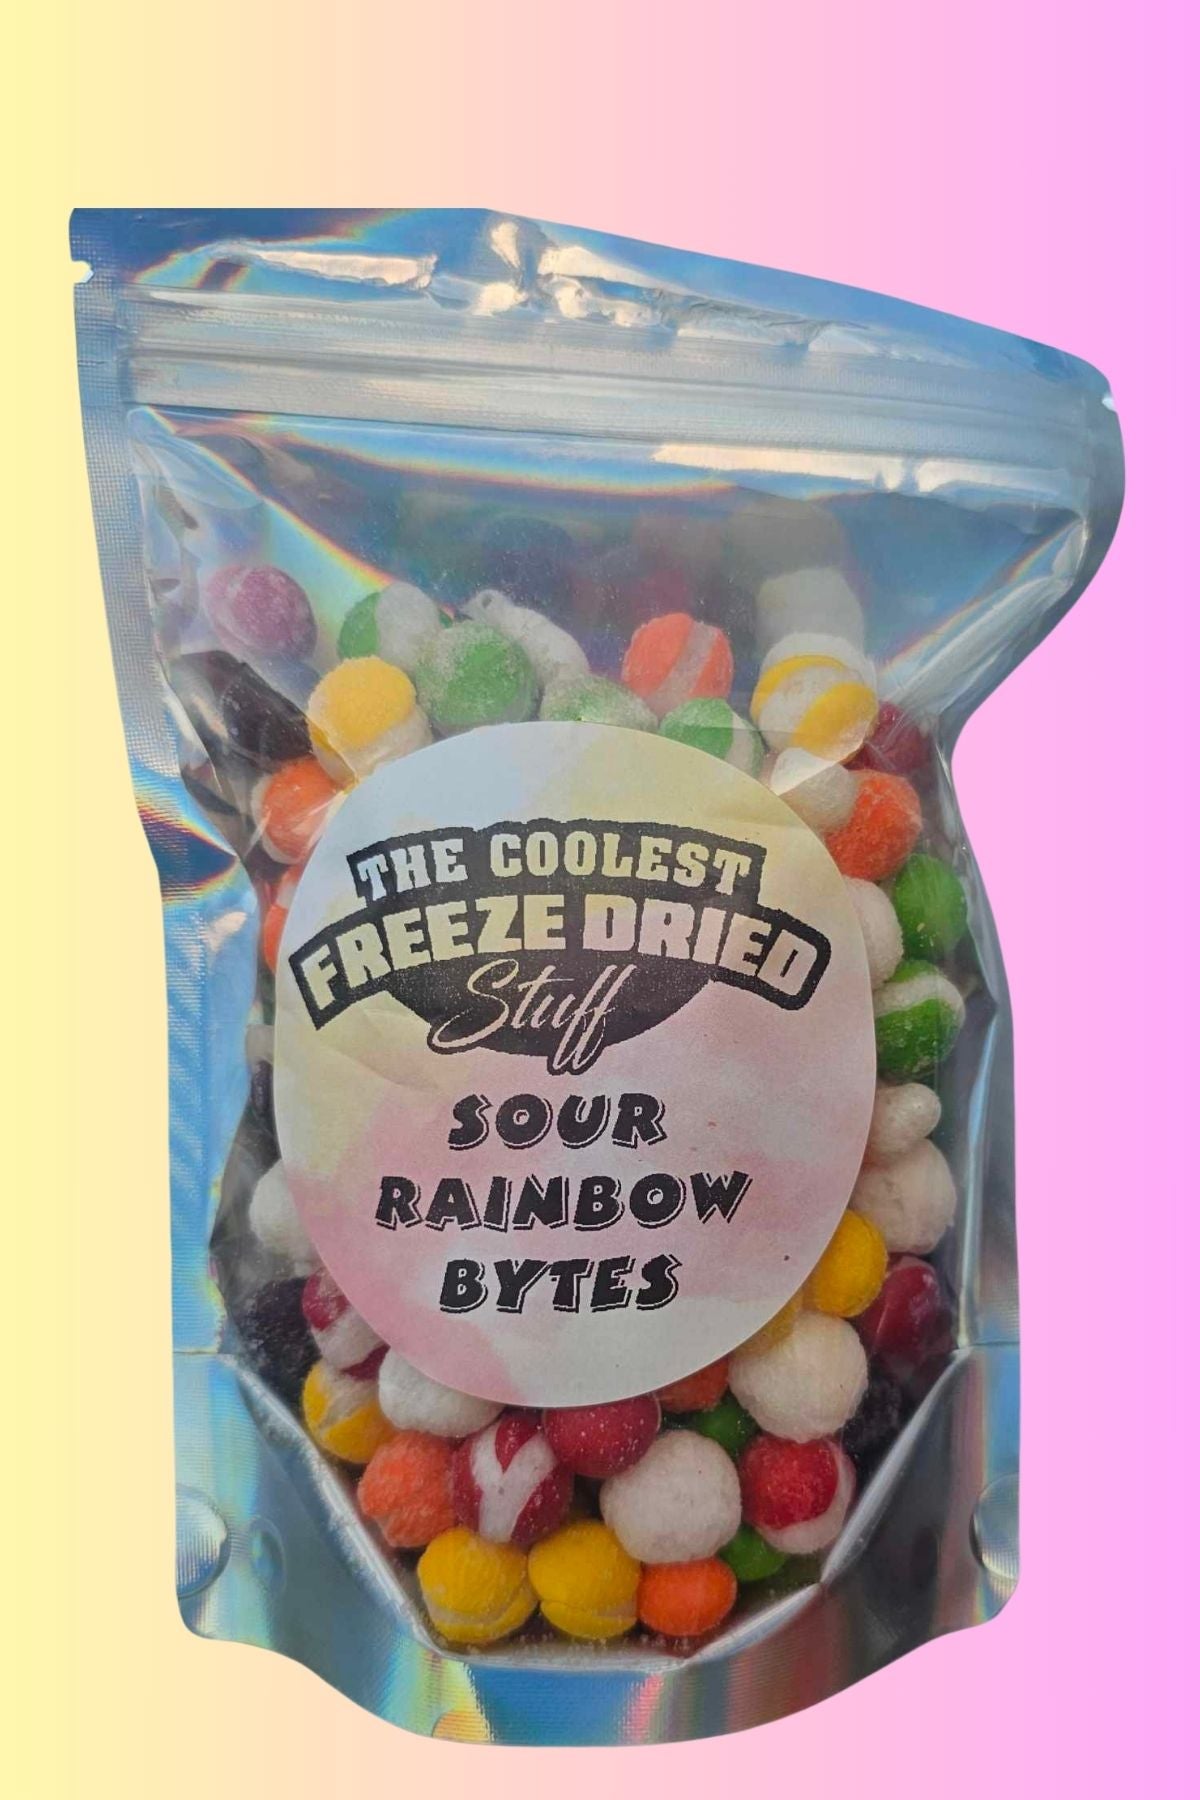 THE COOLEST
FREEZE DRIED
Stuff
SOUR
RAINBOW
BYTES